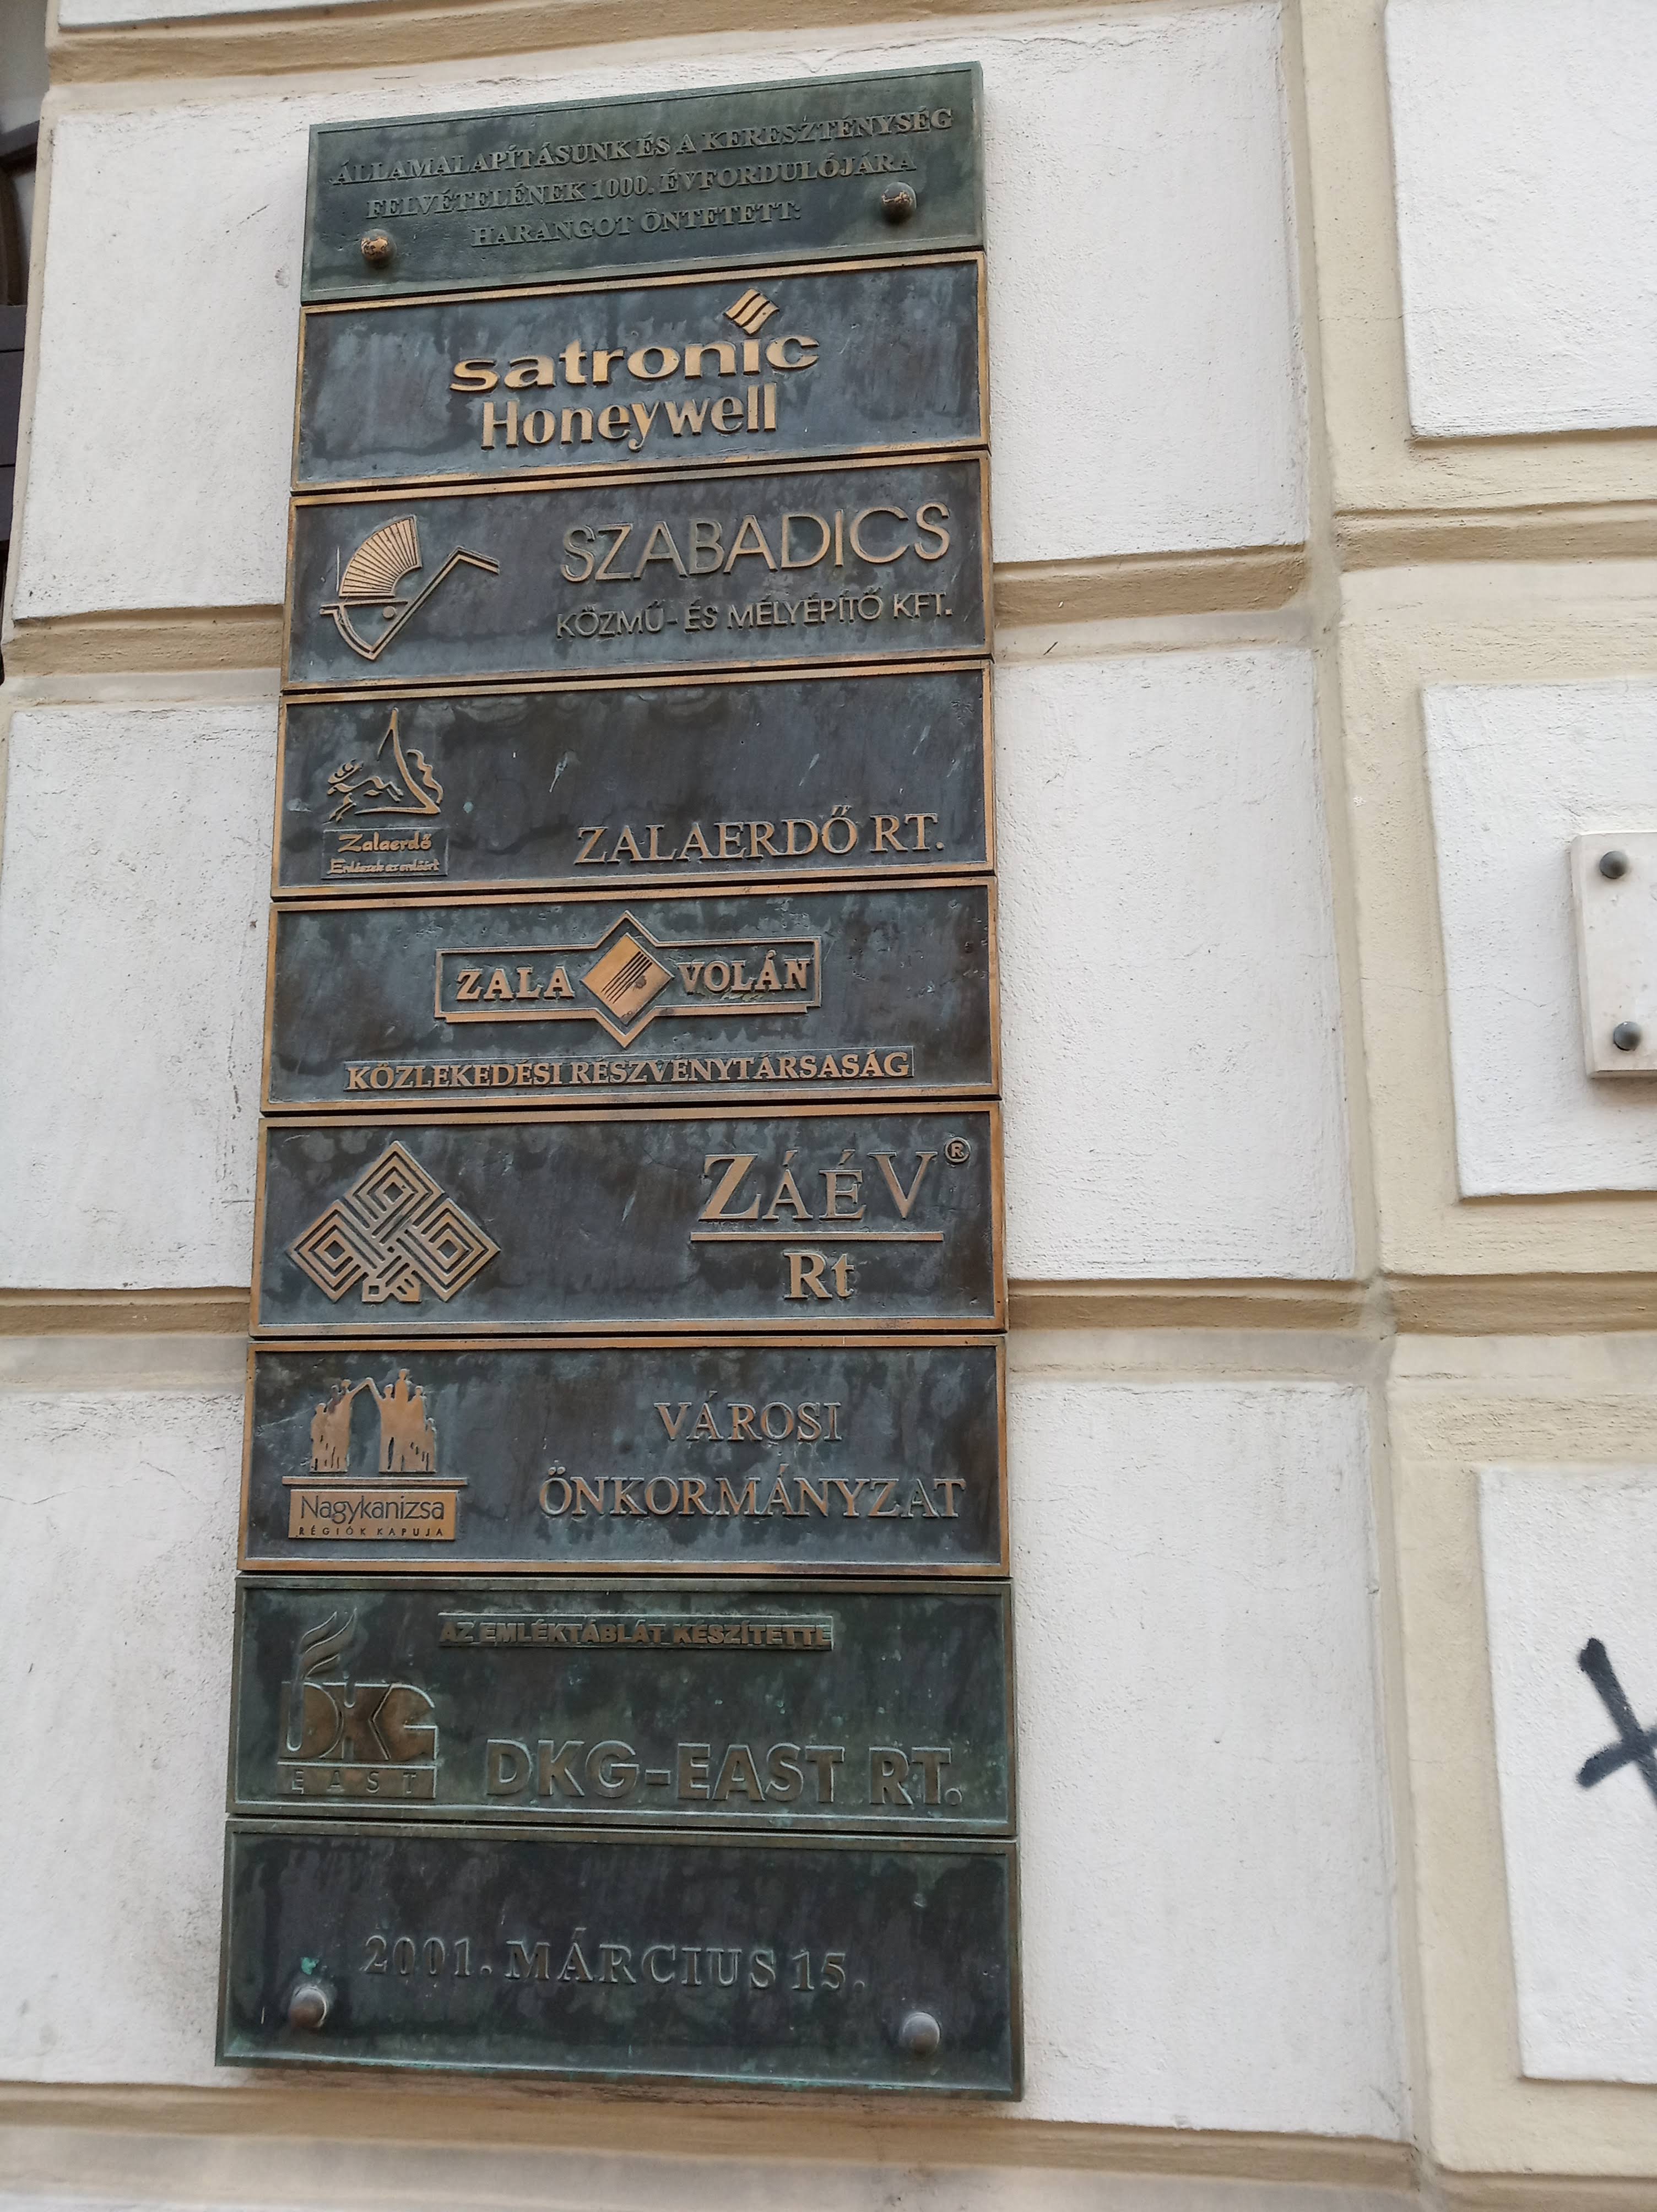 ÁLLAMALAPÍTÁSUNK ÉS A KERESZTÉNYSÉG
FELVÉTELÉNEK 1000. ÉVFORDULÓJÁRA
HARANGOT ÖNTETETT:
satronic
Honeywell
SZABADICS
KÖZMŰ- ÉS MÉLYÉPÍTŐ KFT.
Zalaerdő
ZALAERDŐ RT.
ZALA VOLÁN
KÖZLEKEDÉSI RÉSZVÉNYTÁRSASÁG
ZÁÉV®
Rt
VÁROSI
ÖNKORMÁNYZAT
Nagykanizsa
RÉGIÓK KAPUJA
AZ EMLÉKTÁBLÁT KÉSZÍTETTE
DKG
EAST
DKG-EAST RT.
2001. MÁRCIUS 15.